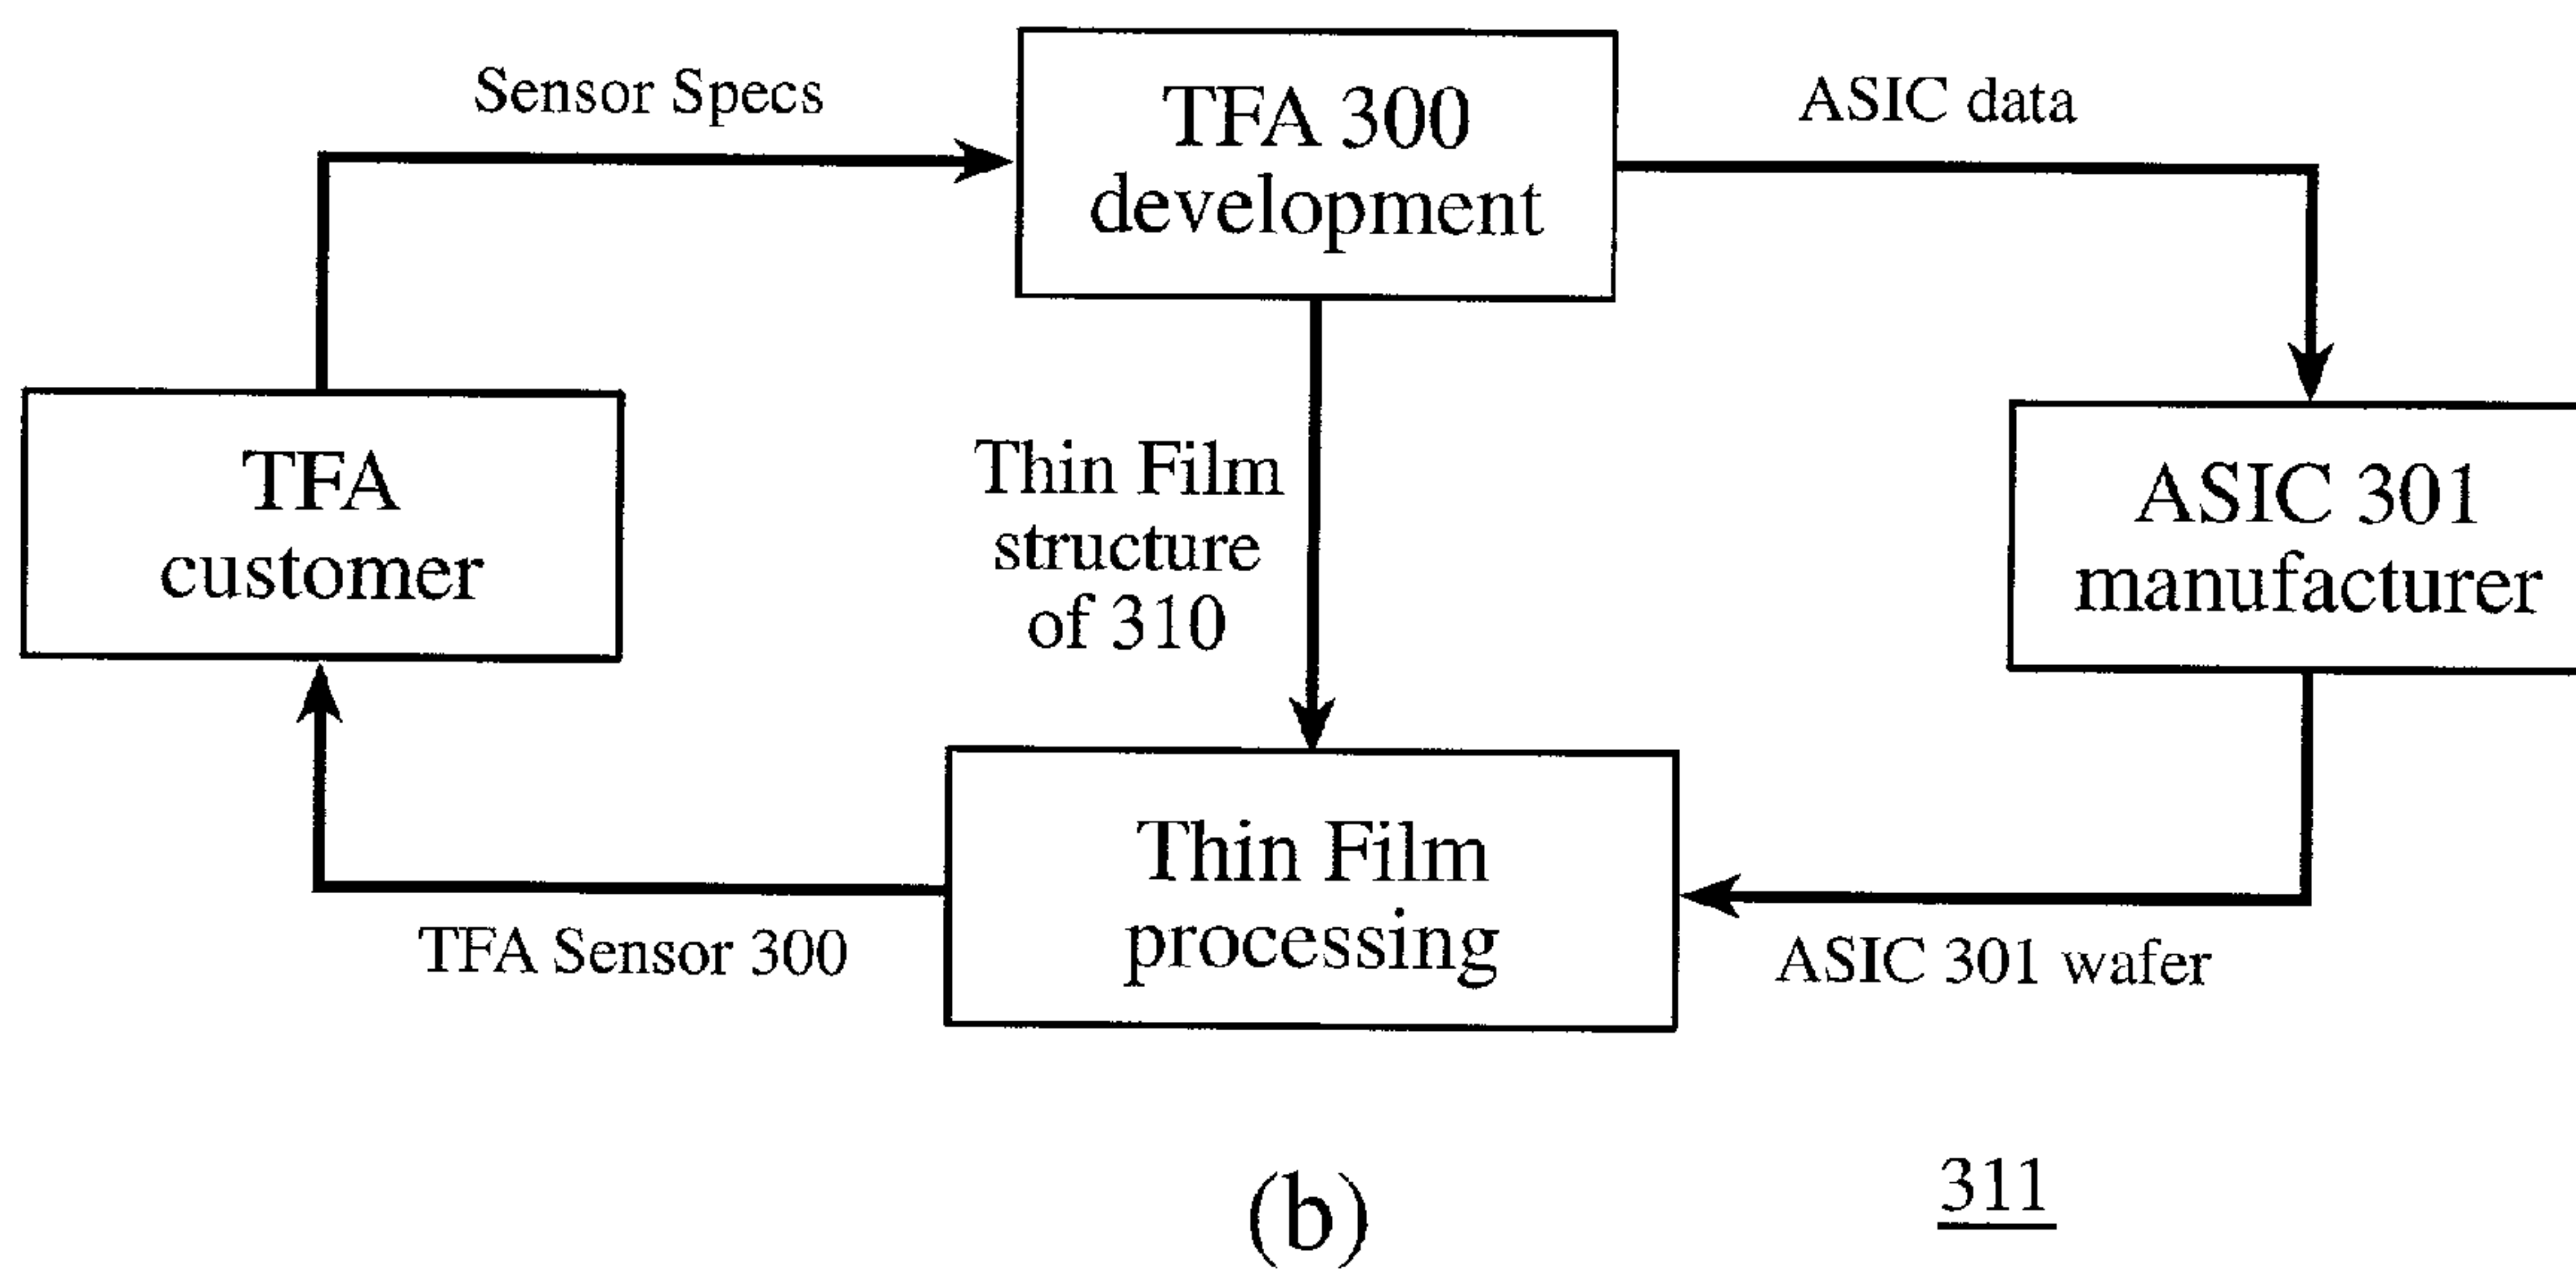 Sensor Specs
TFA 300
development
ASIC data
TFA
customer
Thin Film
structure
of 310
ASIC 301
manufacturer
Thin Film
processing
TFA Sensor 300
ASIC 301 wafer
(b)
311